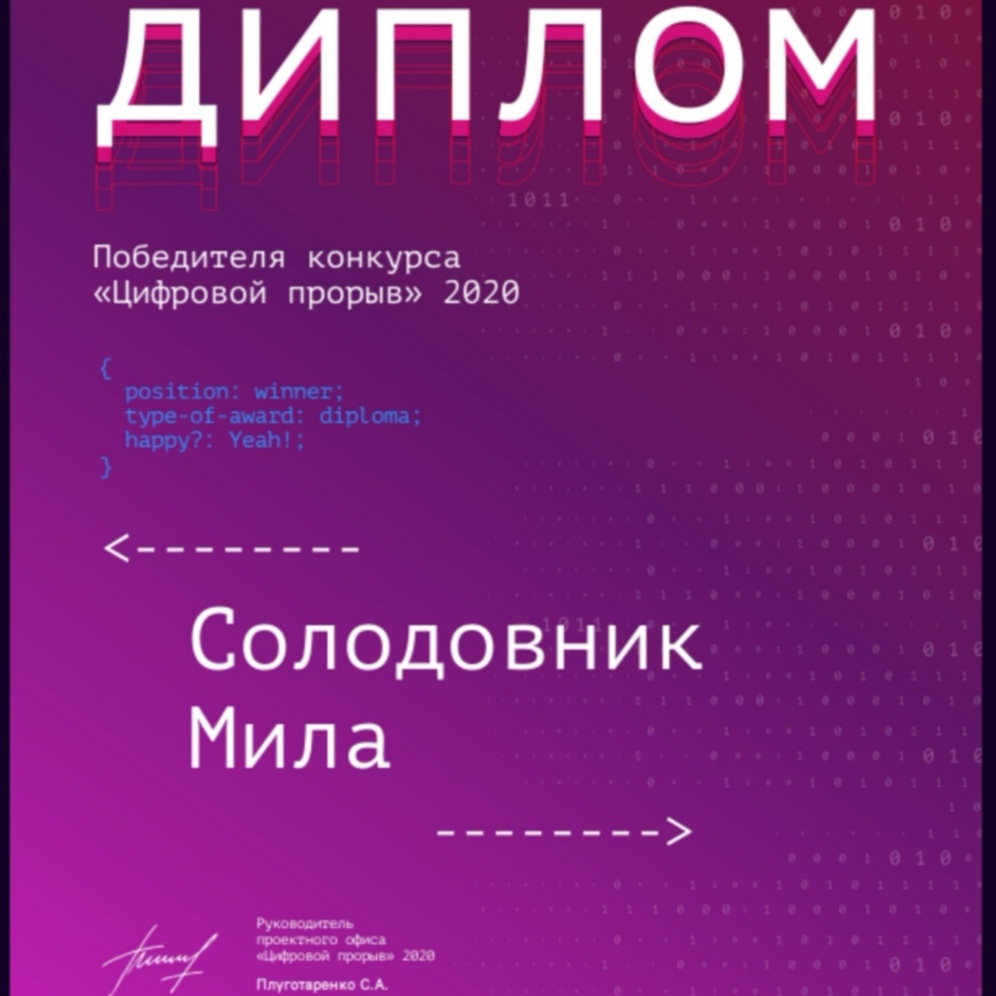 ДИПЛОМ
Победителя конкурса
«Цифровой прорыв» 2020
{
position: winner;
type-of-award: diploma;
happy?: Yeah!;
}
<--------
Солодовник
Мила
-------->
Руководитель
проектного офиса
«Цифровой прорыв» 2020
Плуготаренко С.А.